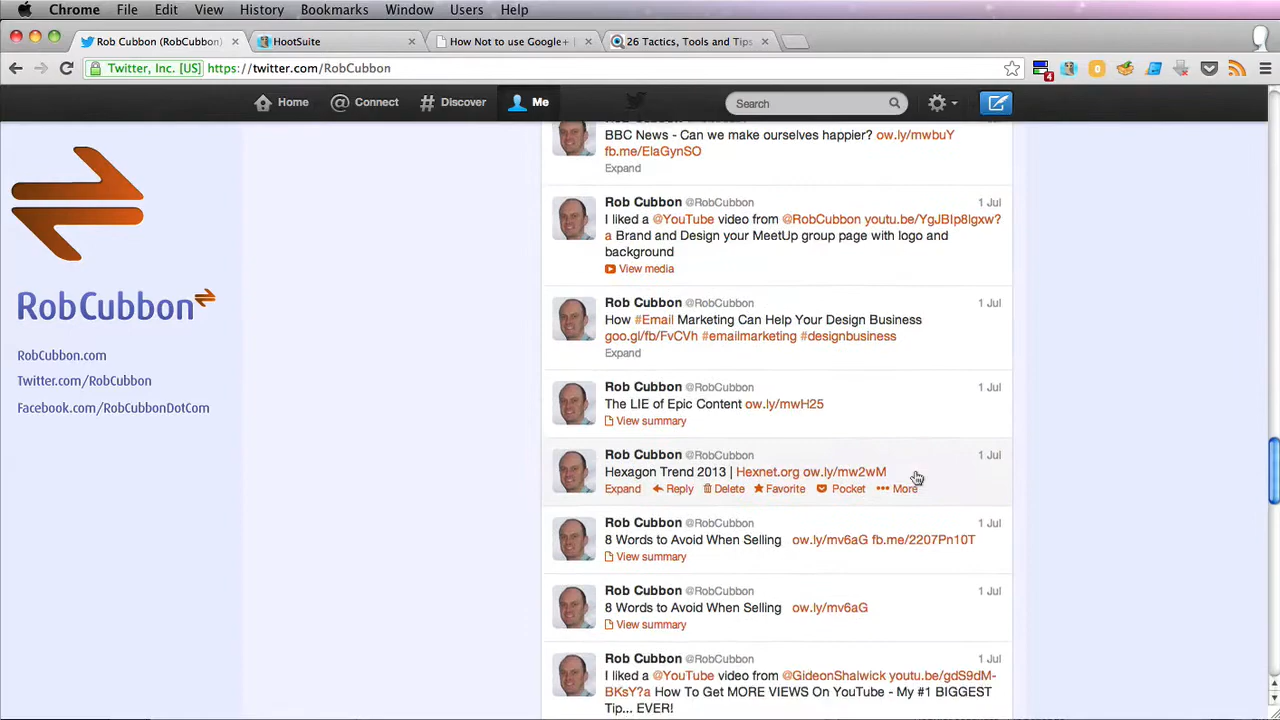 Chrome File Edit View History Bookmarks Window Users Help
Rob Cubbon (RobCubbon) HootSuite How Not to use Google+ 26 Tactics, Tools and Tips
Twitter, Inc. [US] https://twitter.com/RobCubbon
4
Home @ Connect # Discover Me Search
BBC News - Can we make ourselves happier? ow.ly/mwbuY
fb.me/ElaGynSO
Expand
Rob Cubbon @RobCubbon 1 Jul
I liked a @YouTube video from @RobCubbon youtu.be/YgJBIp8lgxw?
a Brand and Design your MeetUp group page with logo and
background
View media
Rob Cubbon @RobCubbon 1 Jul
How #Email Marketing Can Help Your Design Business
goo.gl/fb/FvCVh #emailmarketing #designbusiness
Expand
Rob Cubbon @RobCubbon 1 Jul
The LIE of Epic Content ow.ly/mwH25
View summary
Rob Cubbon @RobCubbon 1 Jul
Hexagon Trend 2013 | Hexnet.org ow.ly/mw2wM
Expand Reply Delete Favorite Pocket More
Rob Cubbon @RobCubbon 1 Jul
8 Words to Avoid When Selling ow.ly/mv6aG fb.me/2207Pn10T
View summary
Rob Cubbon @RobCubbon 1 Jul
8 Words to Avoid When Selling ow.ly/mv6aG
View summary
Rob Cubbon @RobCubbon 1 Jul
I liked a @YouTube video from @GideonShalwick youtu.be/gdS9dM-
BKsY?a How To Get MORE VIEWS On YouTube - My #1 BIGGEST
Tip... EVER!
RobCubbon
RobCubbon.com
Twitter.com/RobCubbon
Facebook.com/RobCubbonDotCom